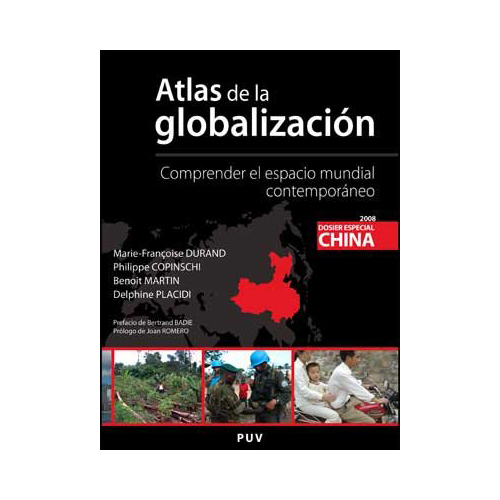 Atlas de la
globalización
Comprender el espacio mundial
contemporáneo
2008
DOSIER ESPECIAL
CHINA
Marie-Françoise DURAND
Philippe COPINSCHI
Benoit MARTIN
Delphine PLACIDI
Prefacio de Bertrand BADIE
Prólogo de Joan ROMERO
PUV